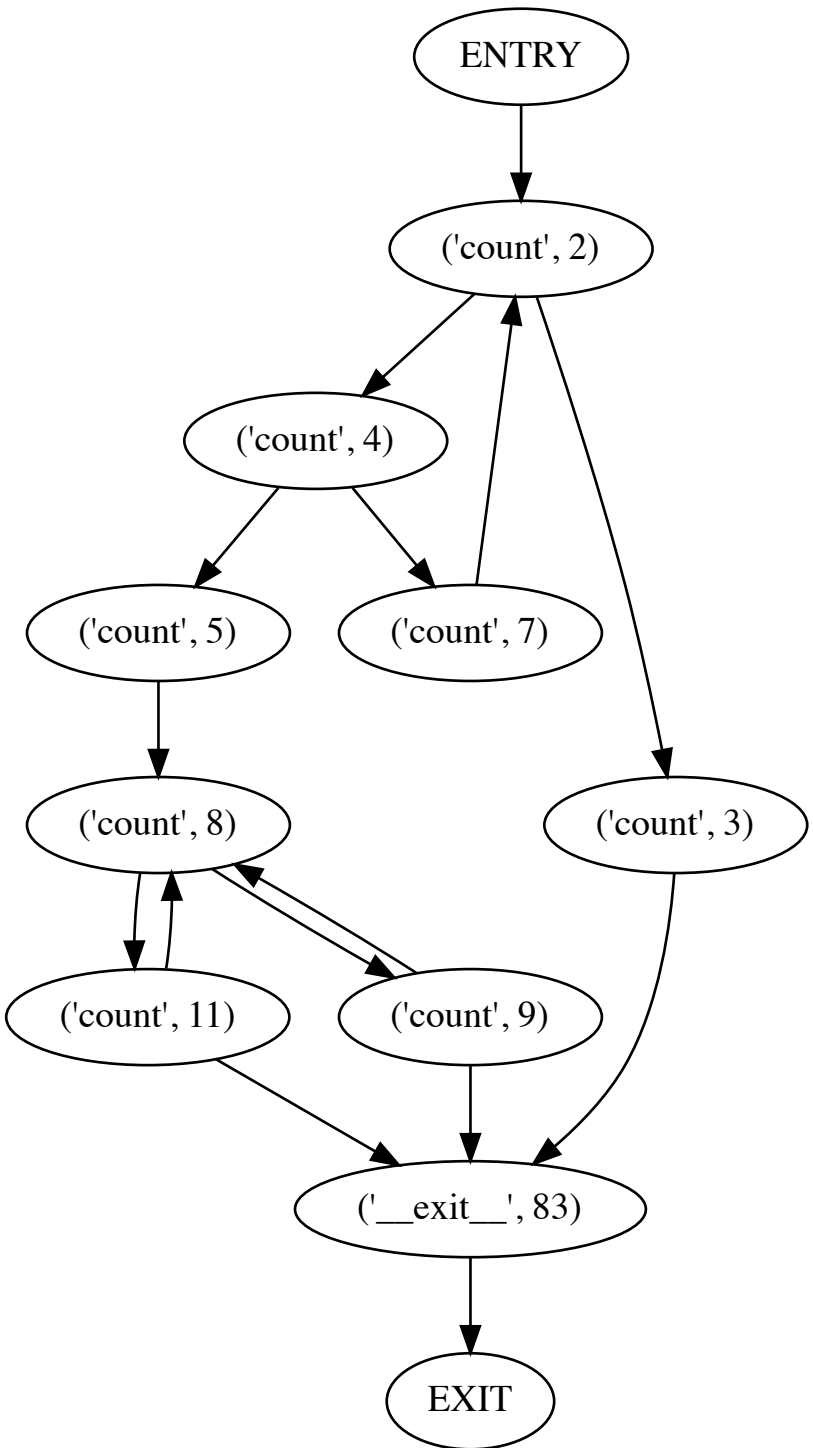 ENTRY
('count', 2)
('count', 4)
('count', 5)
('count', 7)
('count', 8)
('count', 3)
('count', 11)
('count', 9)
('__exit__', 83)
EXIT